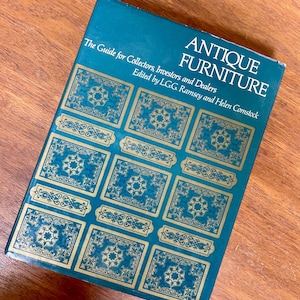 ANTIQUE
FURNITURE
The Guide for Collectors, Investors and Dealers
Edited by L.G.G. Ramsey and Helen Comstock